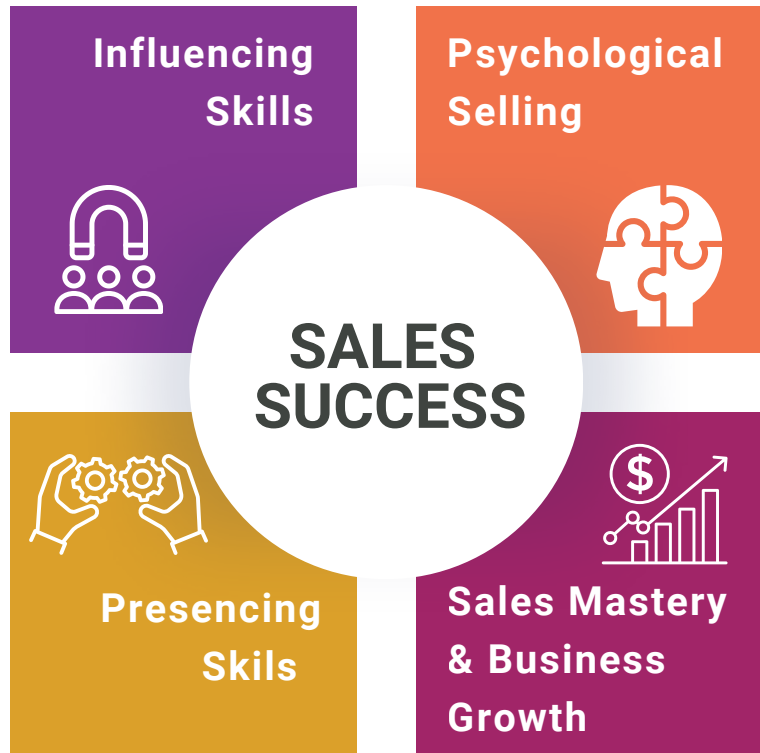 Influencing
Skills
Psychological
Selling
SALES
SUCCESS
$
Presencing
Skils
Sales Mastery
& Business
Growth